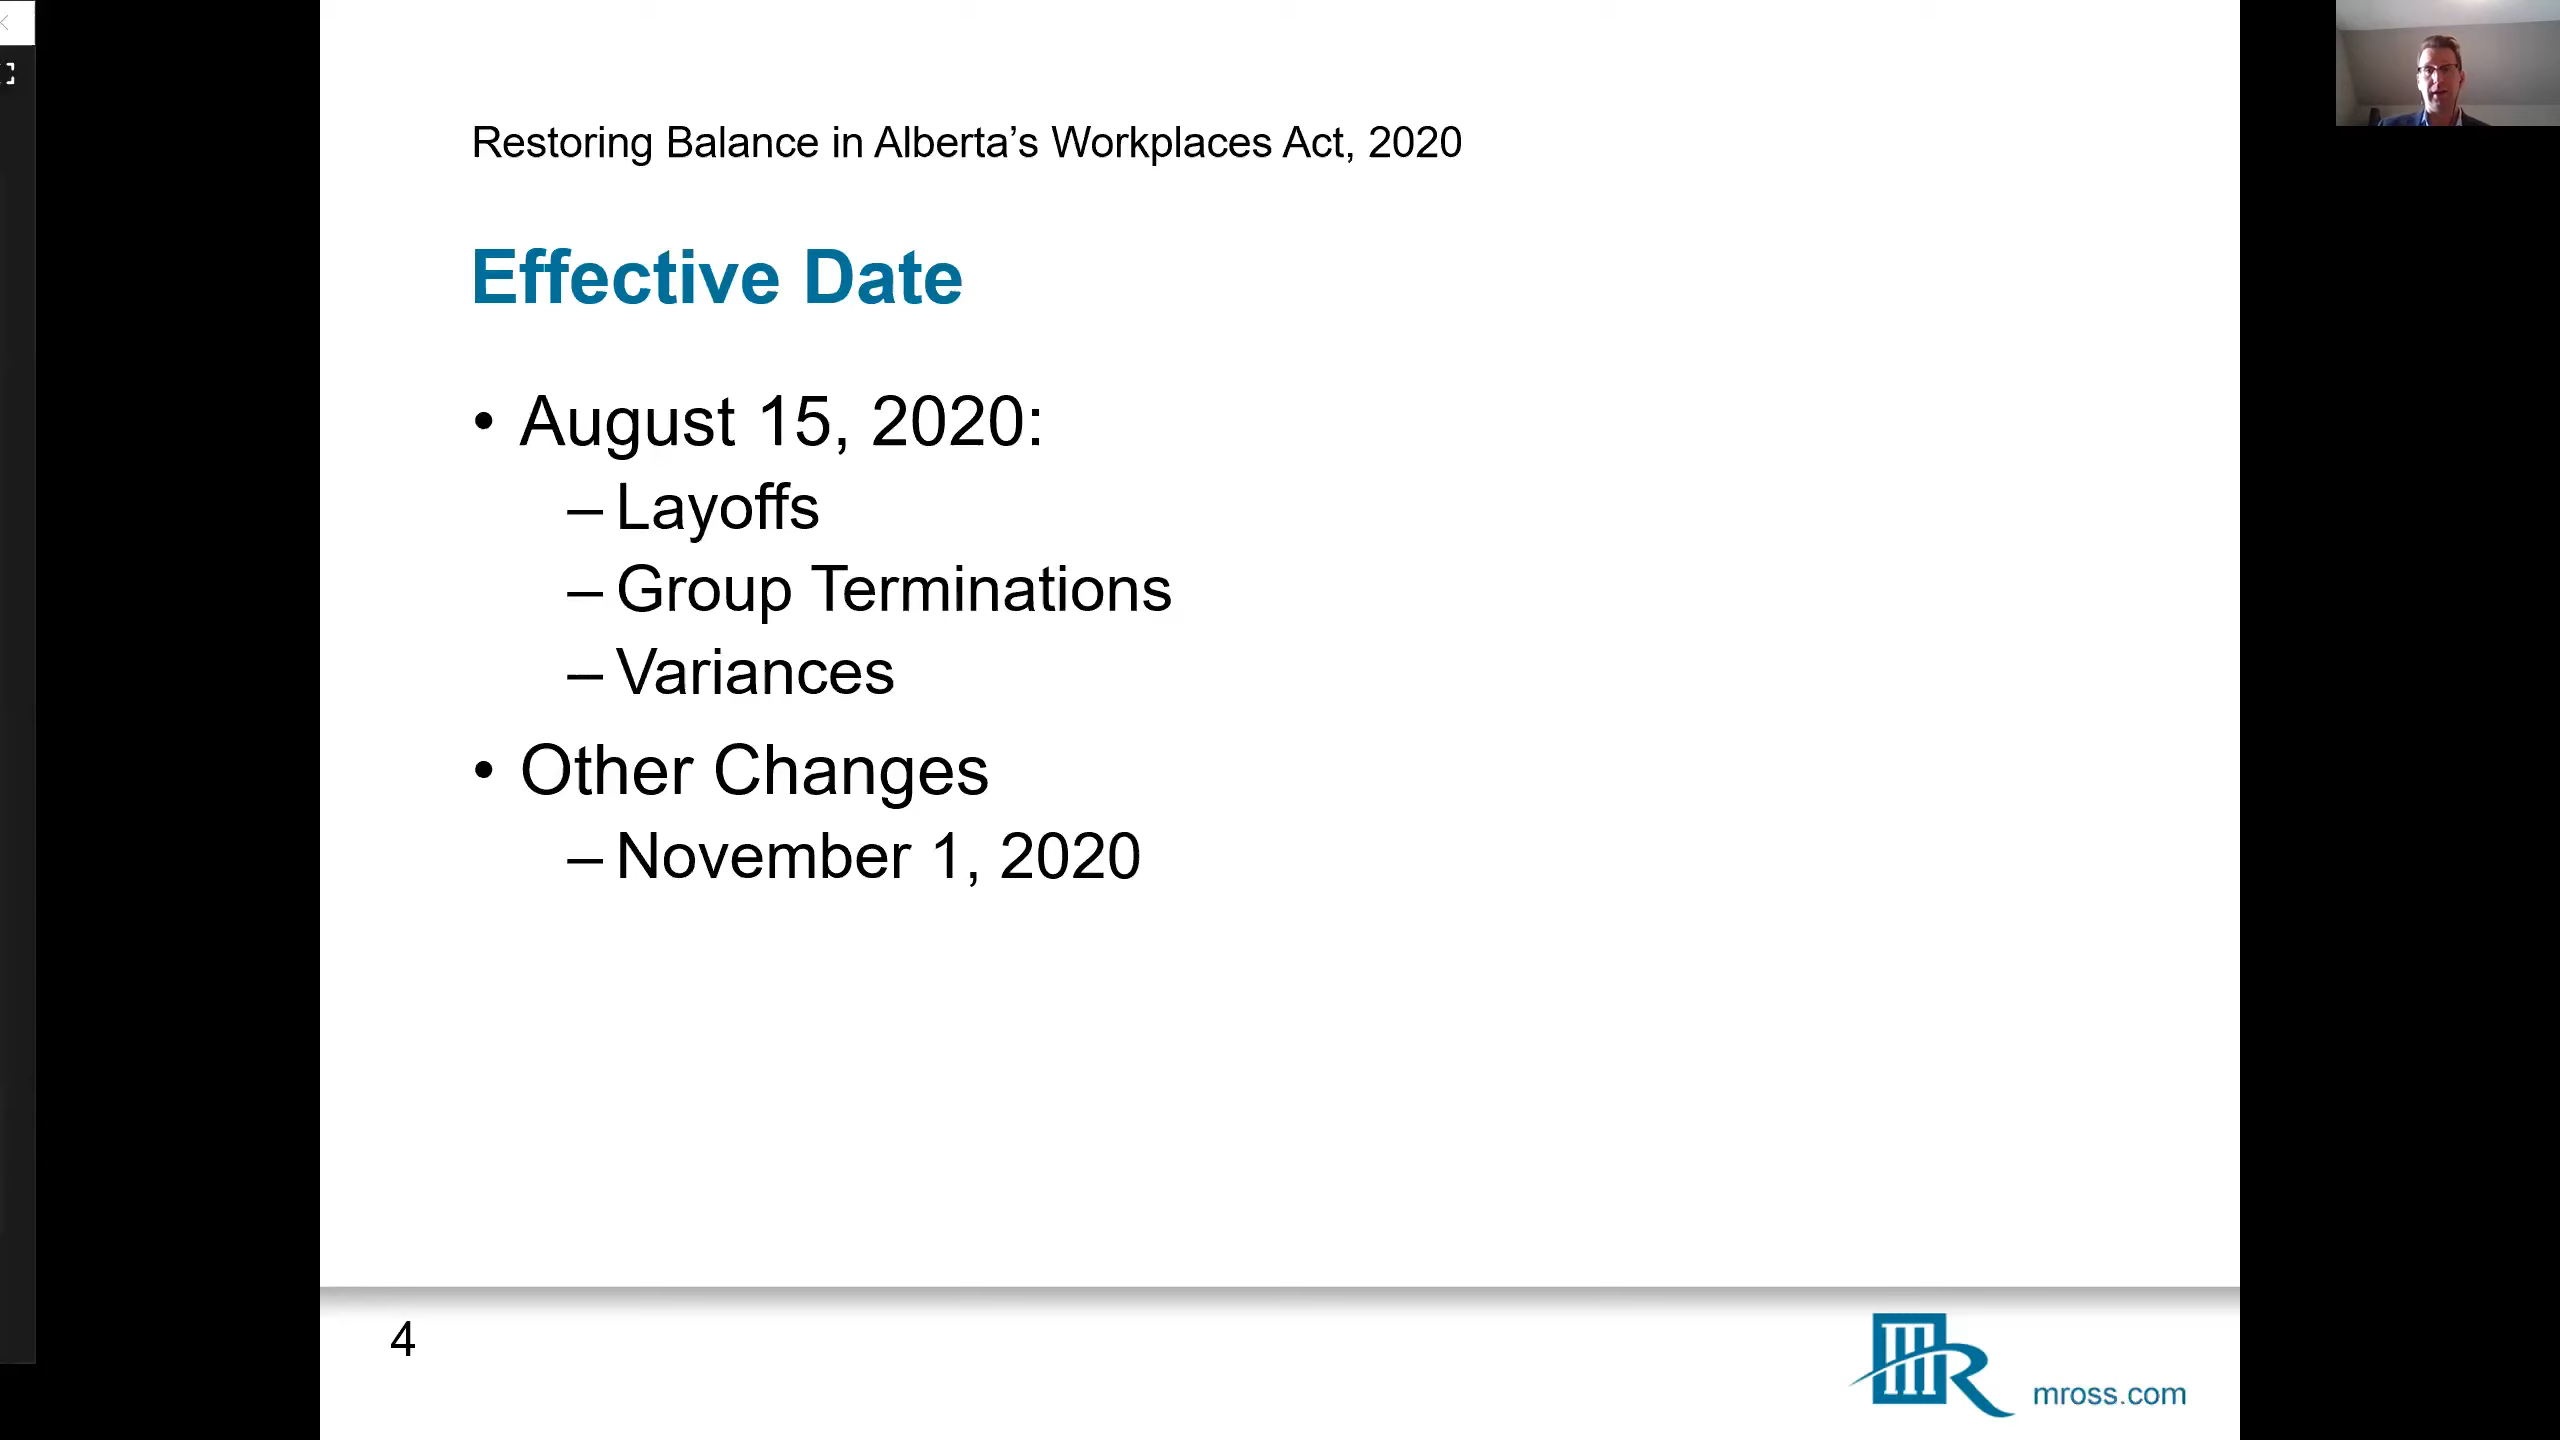 Restoring Balance in Alberta’s Workplaces Act, 2020
Effective Date
• August 15, 2020:
– Layoffs
– Group Terminations
– Variances
• Other Changes
– November 1, 2020
4
mross.com